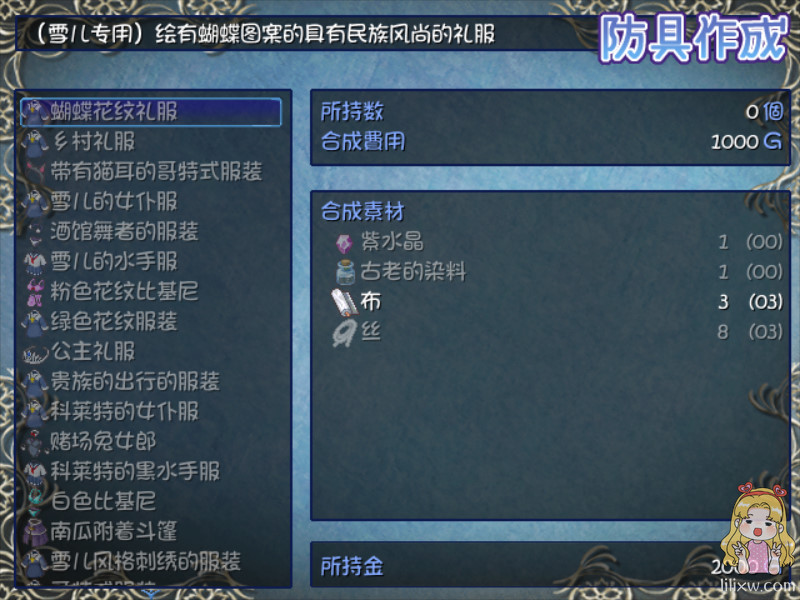 (雪儿专用)绘有蝴蝶图案的具有民族风尚的礼服
防具作成
蝴蝶花纹礼服
乡村礼服
带有猫耳的哥特式服装
雪儿的女仆服
酒馆舞者的服装
雪儿的水手服
粉色花纹比基尼
绿色花纹服装
公主礼服
贵族的出行的服装
科莱特的女仆服
赌场兔女郎
科莱特的黑水手服
白色比基尼
南瓜附着斗篷
雪儿风格刺绣的服装
所持数 0個
合成費用 1000 G
合成素材
紫水晶 1 (00)
古老的染料 1 (00)
布 3 (03)
丝 8 (03)
所持金
lilixw.com